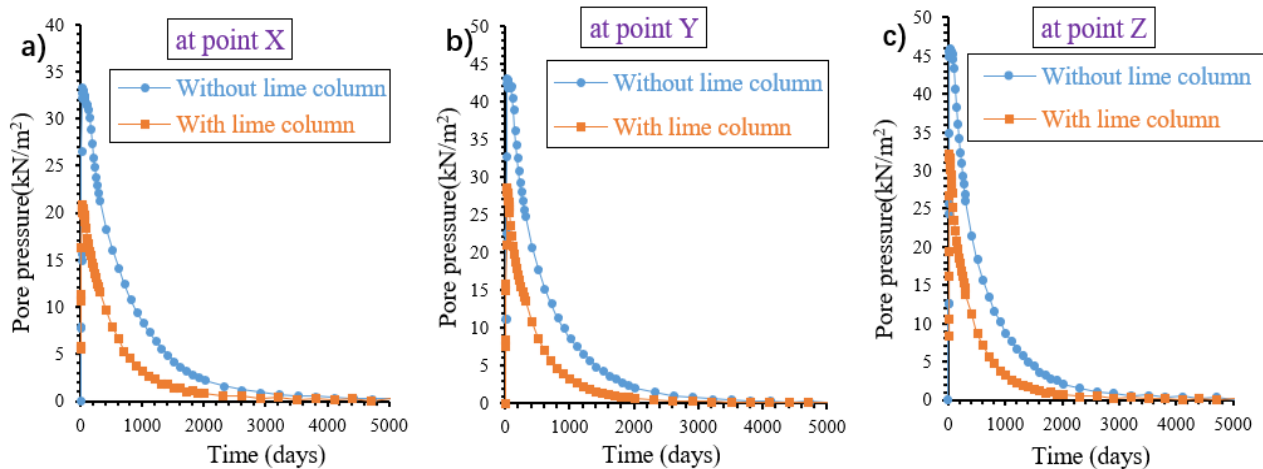 a)
at point X
Without lime column
With lime column
Pore pressure(kN/m²)
40
35
30
25
20
15
10
5
0
0 1000 2000 3000 4000 5000
Time (days)
b)
at point Y
Without lime column
With lime column
Pore pressure(kN/m²)
50
45
40
35
30
25
20
15
10
5
0
0 1000 2000 3000 4000 5000
Time (days)
c)
at point Z
Without lime column
With lime column
Pore pressure(kN/m²)
50
45
40
35
30
25
20
15
10
5
0
0 1000 2000 3000 4000 5000
Time (days)